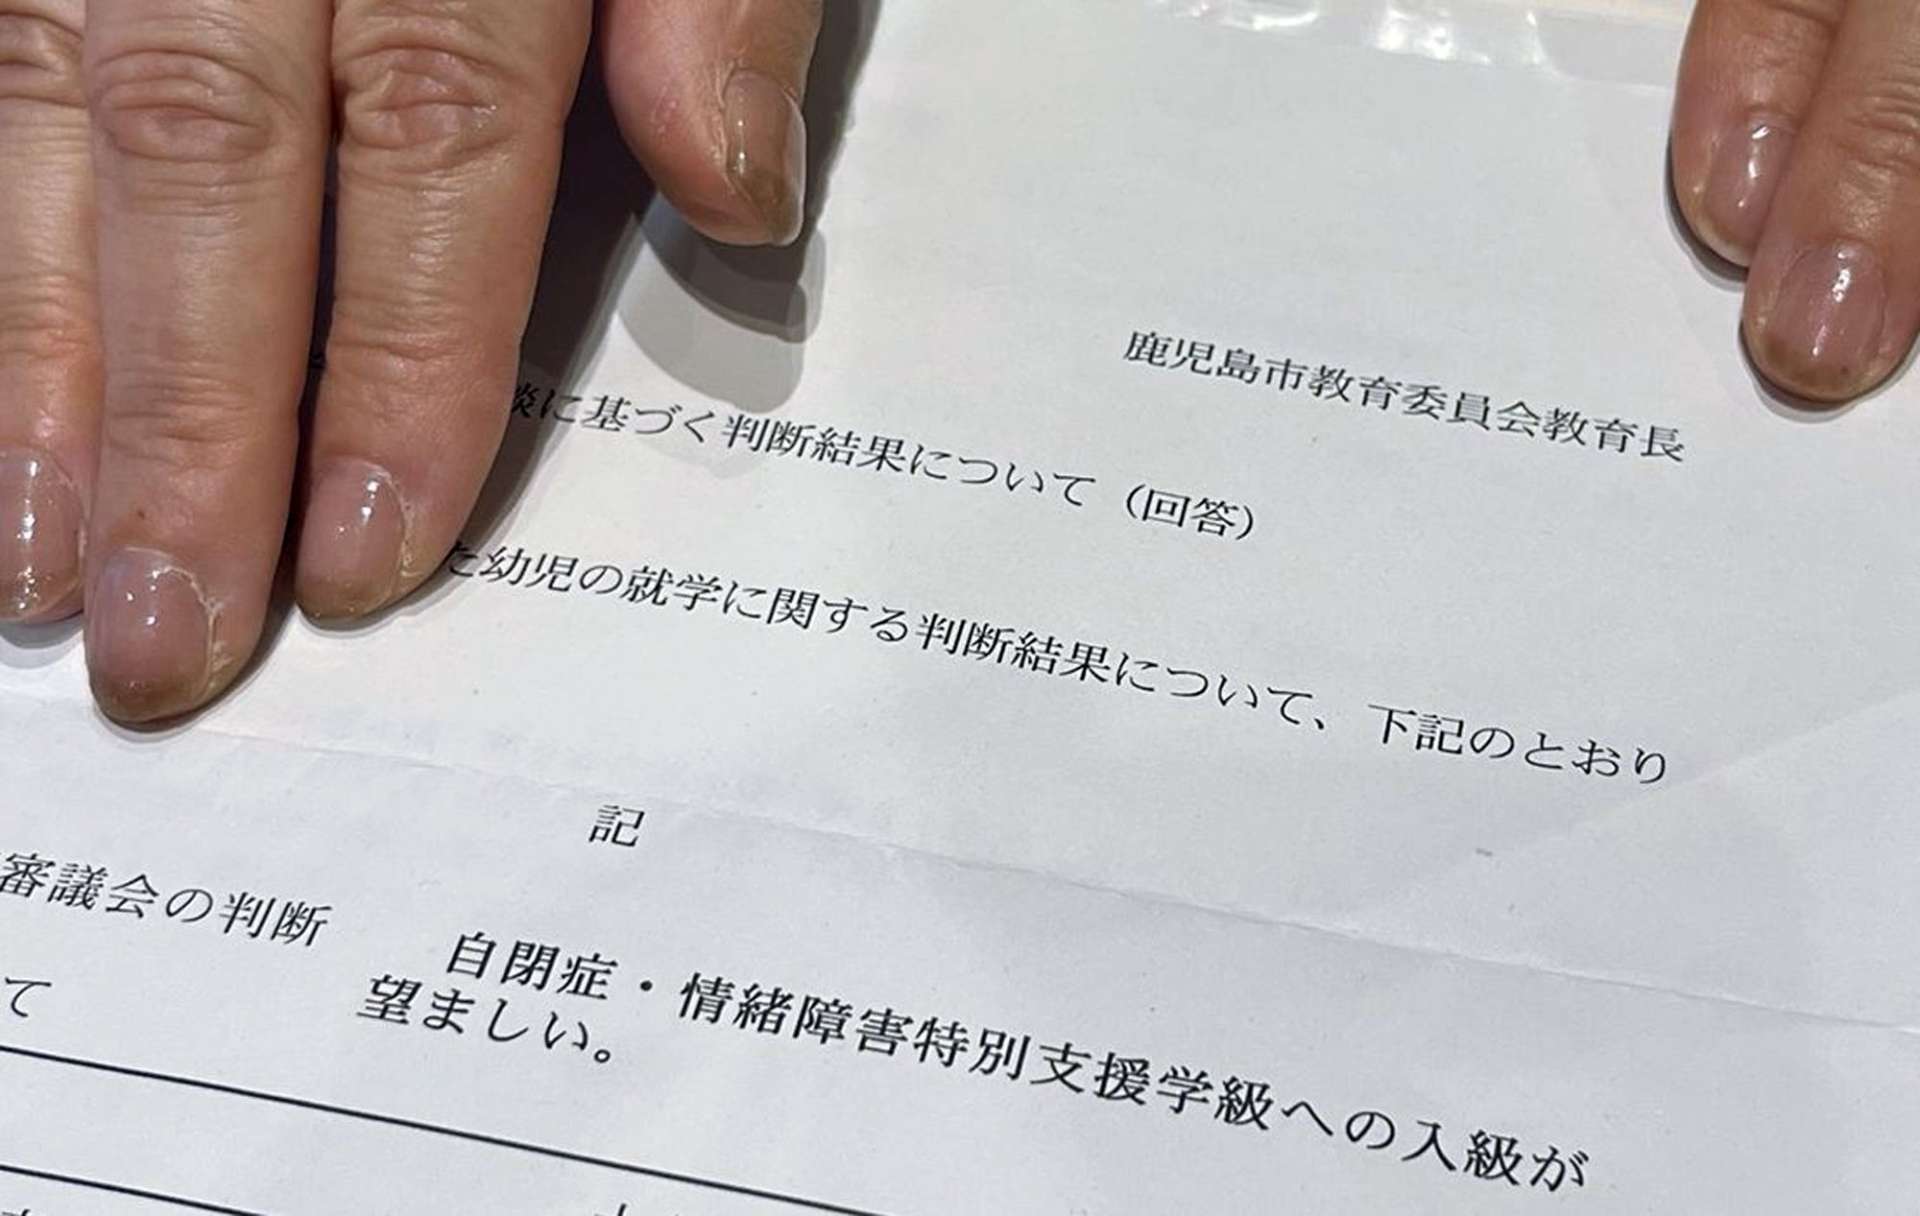 鹿児島市教育委員会教育長
談に基づく判断結果について（回答）
た幼児の就学に関する判断結果について、下記のとおり
記
審議会の判断
自閉症・情緒障害特別支援学級への入級が
て
望ましい。